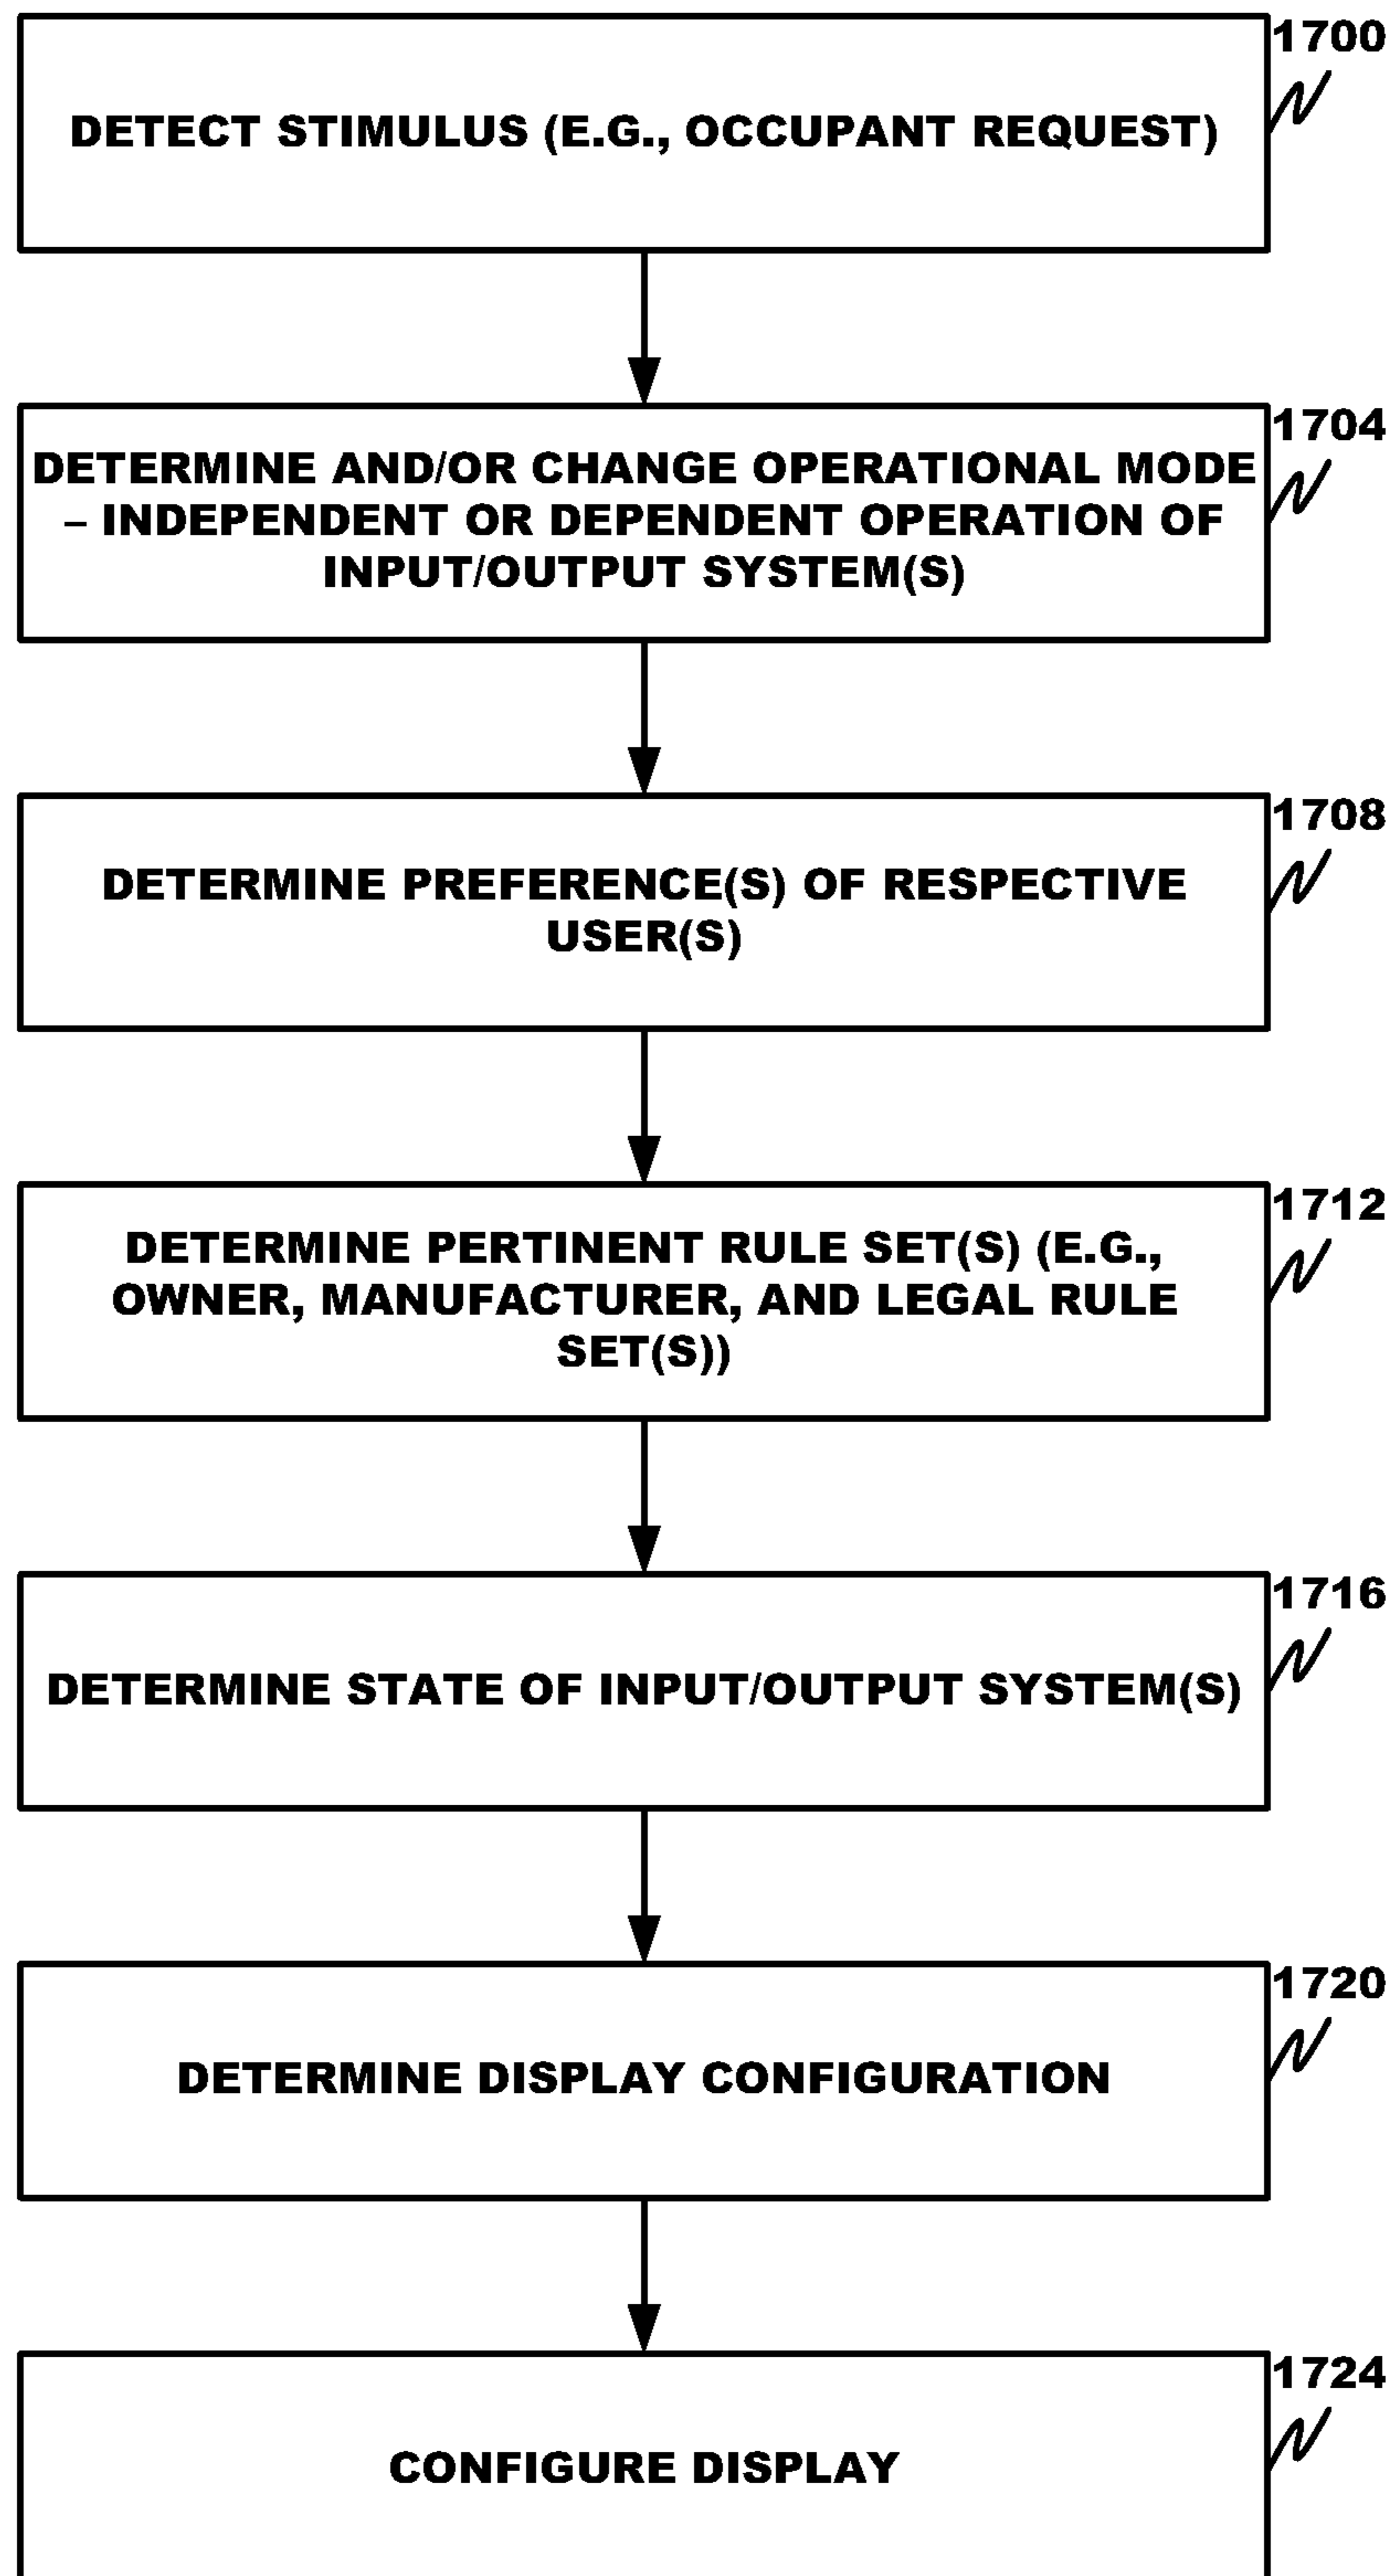 1700
DETECT STIMULUS (E.G., OCCUPANT REQUEST)
1704
DETERMINE AND/OR CHANGE OPERATIONAL MODE
– INDEPENDENT OR DEPENDENT OPERATION OF
INPUT/OUTPUT SYSTEM(S)
1708
DETERMINE PREFERENCE(S) OF RESPECTIVE
USER(S)
1712
DETERMINE PERTINENT RULE SET(S) (E.G.,
OWNER, MANUFACTURER, AND LEGAL RULE
SET(S))
1716
DETERMINE STATE OF INPUT/OUTPUT SYSTEM(S)
1720
DETERMINE DISPLAY CONFIGURATION
1724
CONFIGURE DISPLAY